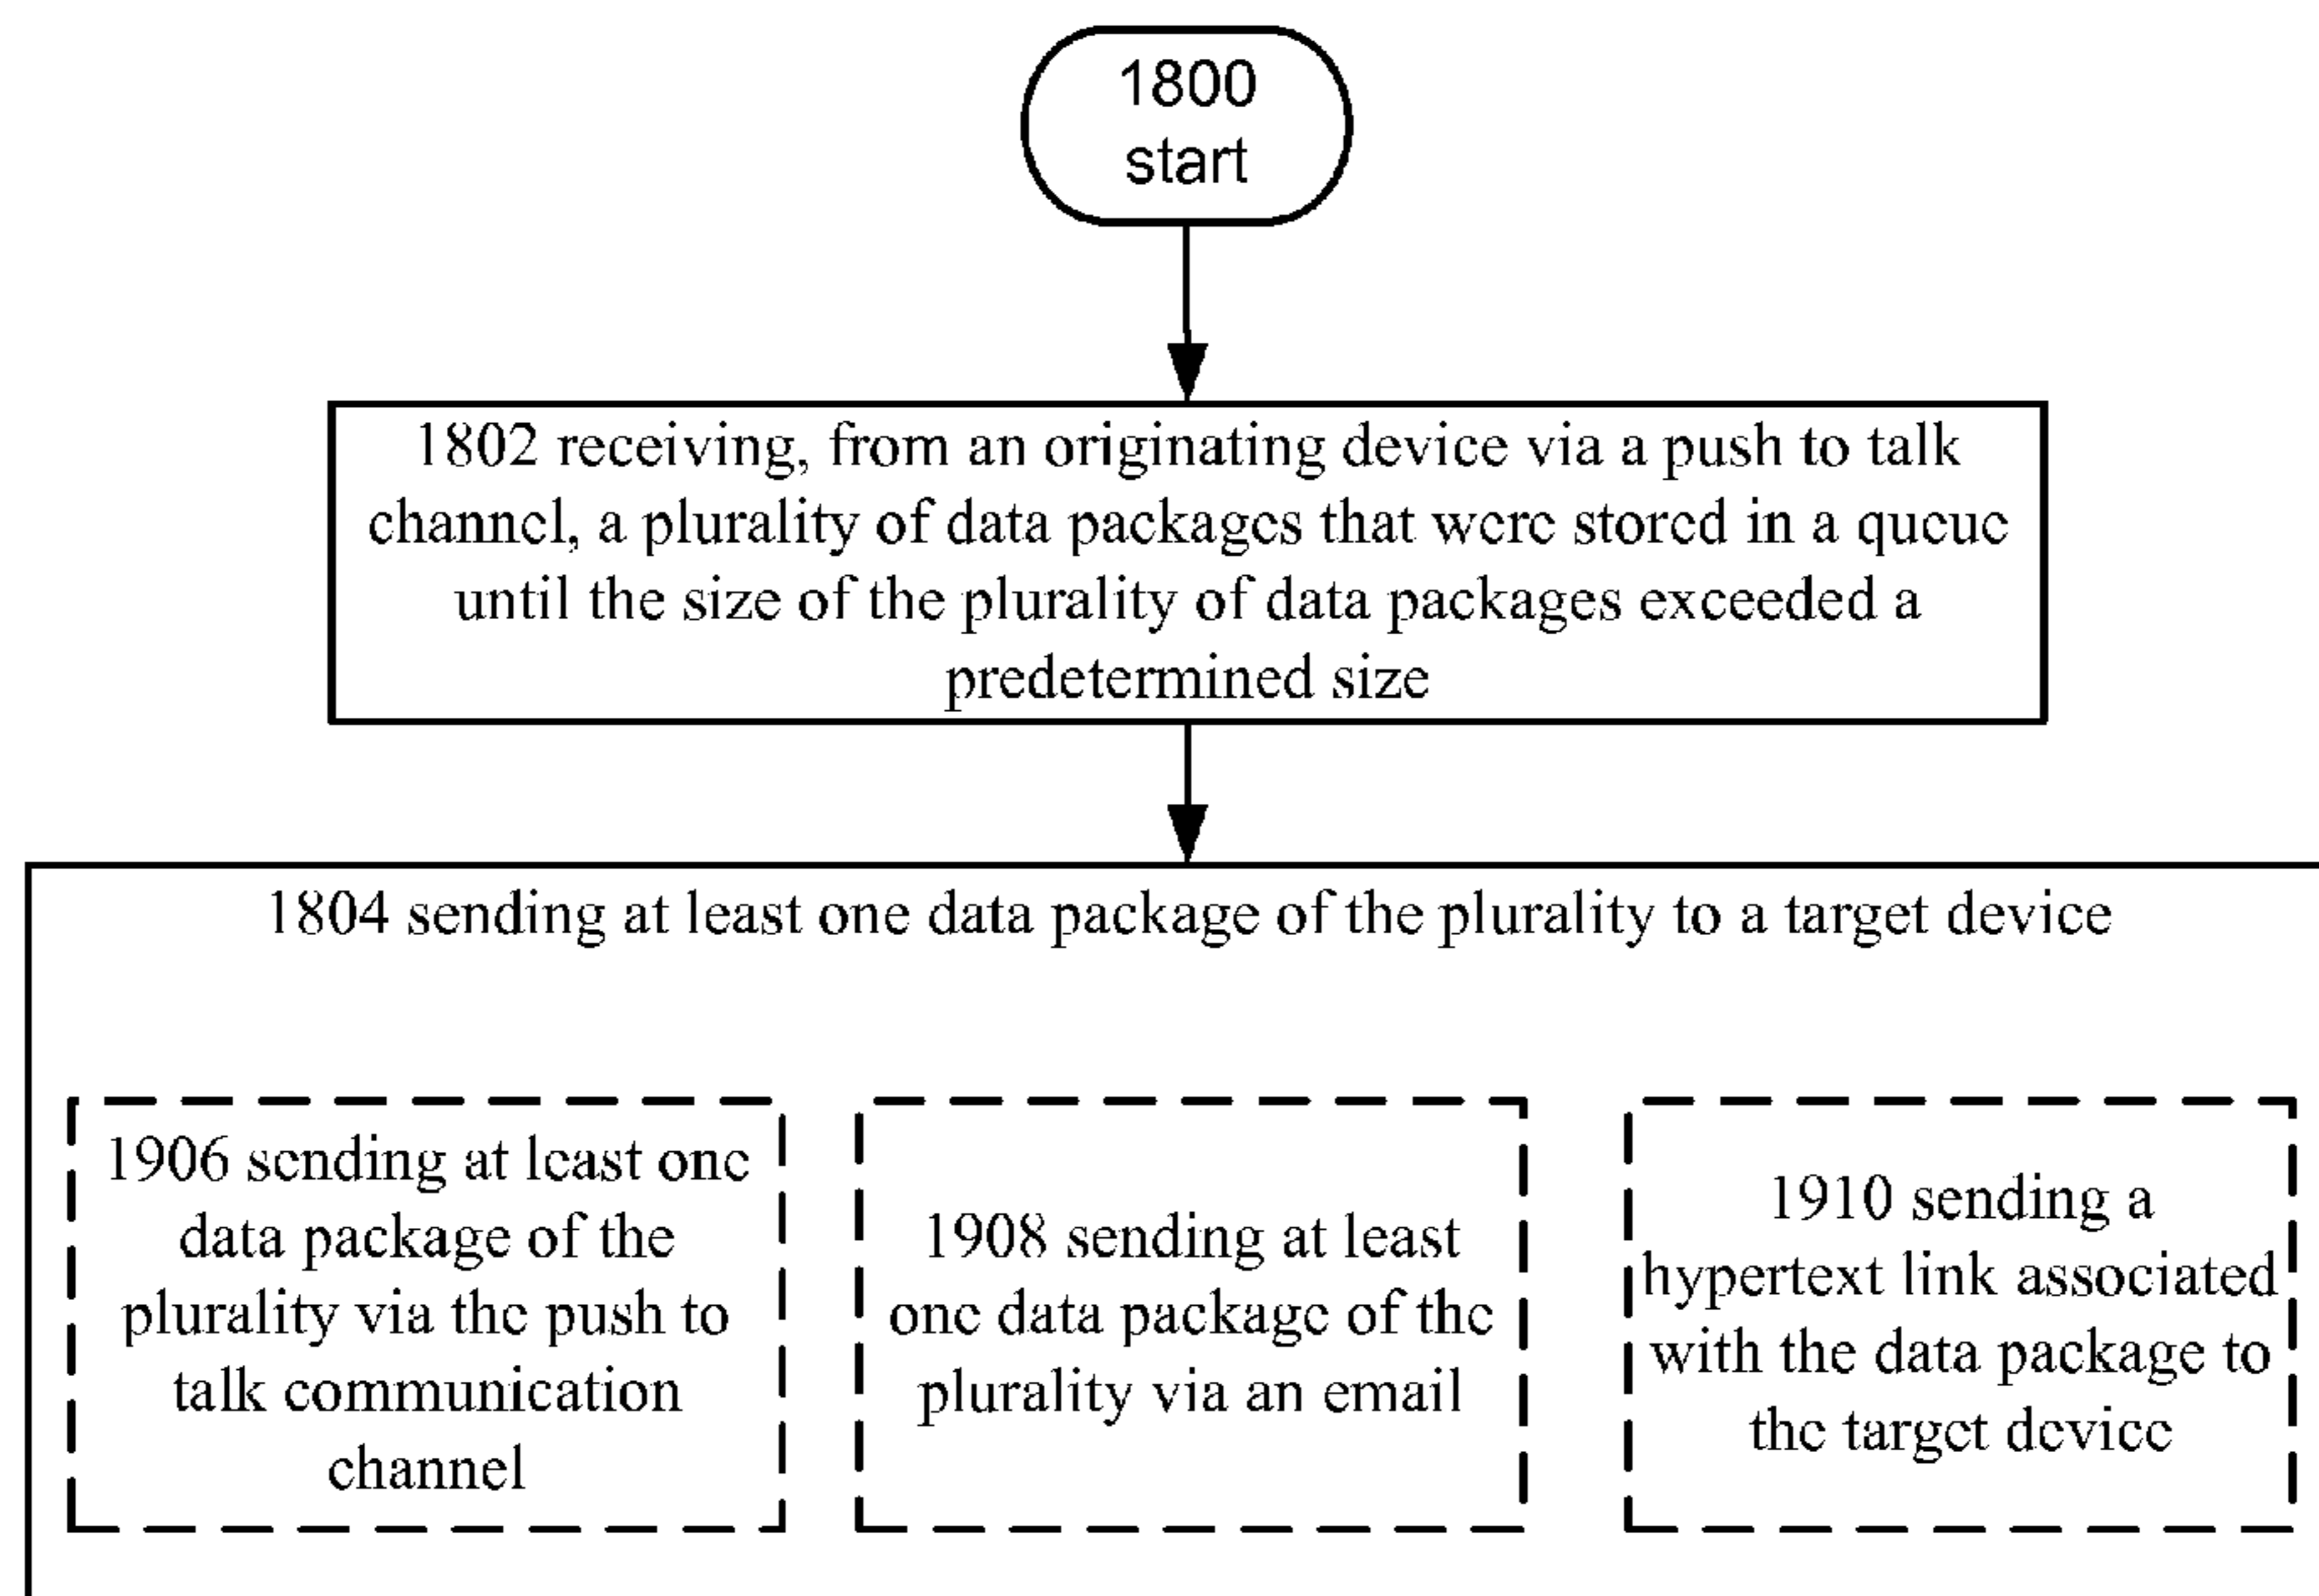 1800
start
1802 receiving, from an originating device via a push to talk
channel, a plurality of data packages that were stored in a queue
until the size of the plurality of data packages exceeded a
predetermined size
1804 sending at least one data package of the plurality to a target device
1906 sending at least one
data package of the
plurality via the push to
talk communication
channel
1908 sending at least
one data package of the
plurality via an email
1910 sending a
hypertext link associated
with the data package to
the target device